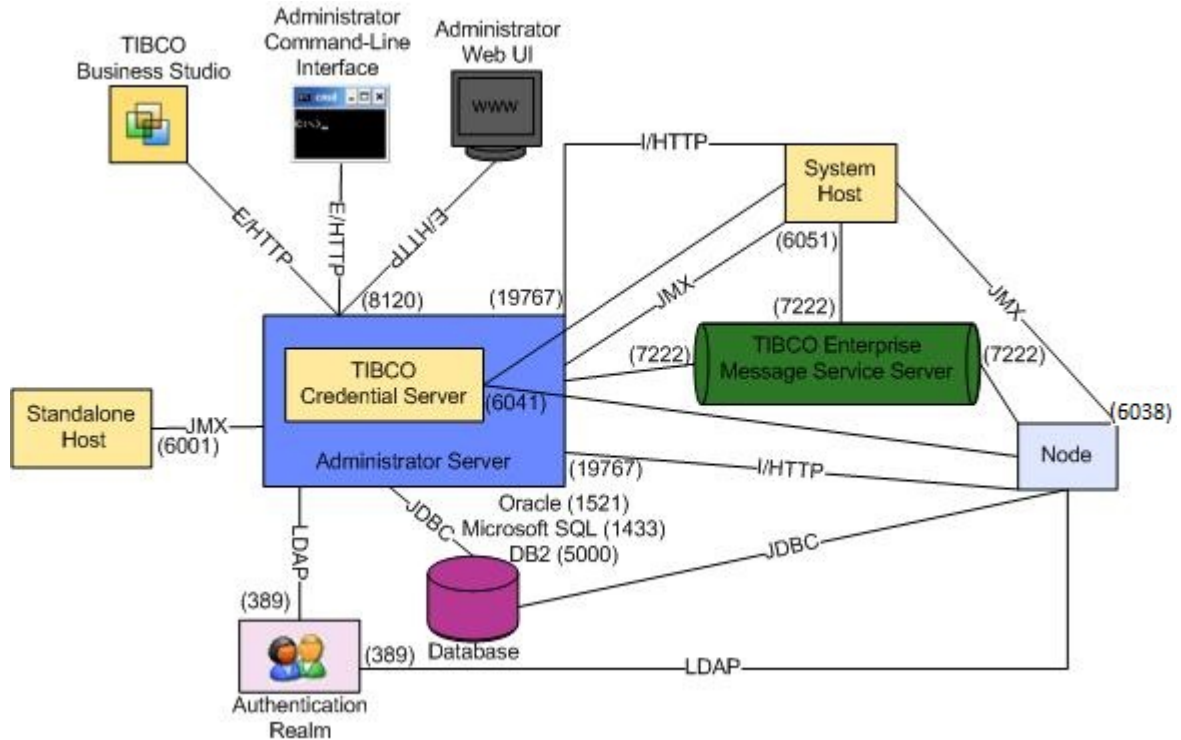 TIBCO
Business Studio
Administrator
Command-Line
Interface
Administrator
Web UI
cmd
C:\>_
WWW
E/HTTP
E/HTTP
E/HTTP
I/HTTP
System
Host
(6051)
(8120)
(19767)
JMX
JMX
(7222)
(7222)
TIBCO Enterprise
Message Service Server
(7222)
TIBCO
Credential Server
(6041)
Standalone
Host
JMX
(6001)
Administrator Server
(6038)
Node
(19767)
I/HTTP
LDAP
JDBC
Oracle (1521)
Microsoft SQL (1433)
DB2 (5000)
JDBC
Database
(389)
(389)
LDAP
Authentication
Realm